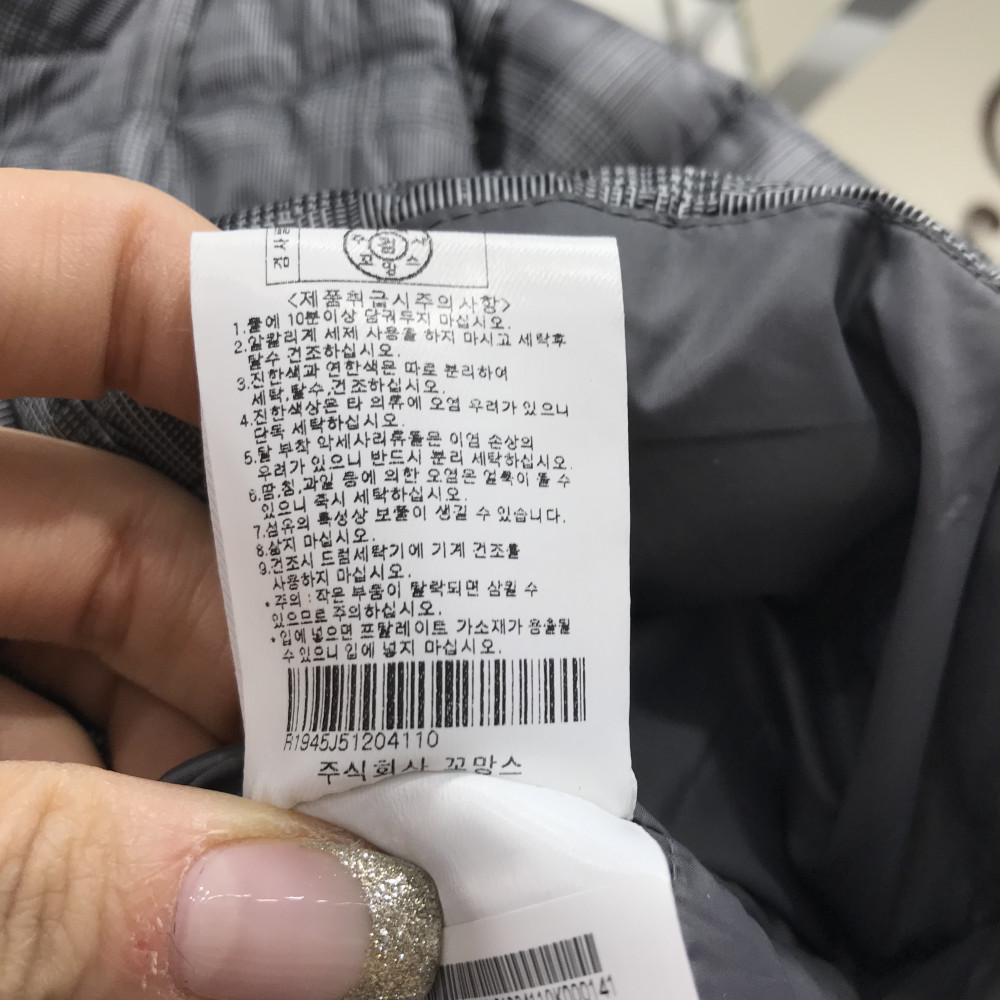 검사
<제품취급시주의사항>
1.물에 10분이상 담궈두지 마십시오.
2.알칼리계 세제 사용을 하지 마시고 세탁후
탈수 건조하십시오.
3.진한색과 연한색은 따로 분리하여
세탁,탈수,건조하십시오.
4.진한색상은 타 의류에 오염 우려가 있으니
단독 세탁하십시오.
5.탈 부착 악세사리류들은 이염 손상의
우려가 있으니 반드시 분리 세탁하십시오.
6.땀,침,과일 등에 의한 오염은 얼룩이 될 수
있으니 즉시 세탁하십시오.
7.섬유의 특성상 보풀이 생길 수 있습니다.
8.삶지 마십시오.
9.건조시 드럼세탁기에 기계 건조를
사용하지 마십시오.
*주의 : 작은 부품이 탈락되면 삼킬 수
있으므로 주의하십시오.
*입에 넣으면 프탈레이트 가소제가 용출될
수 있으니 입에 넣지 마십시오.
R1945J51204110
주식회사 꼬망스